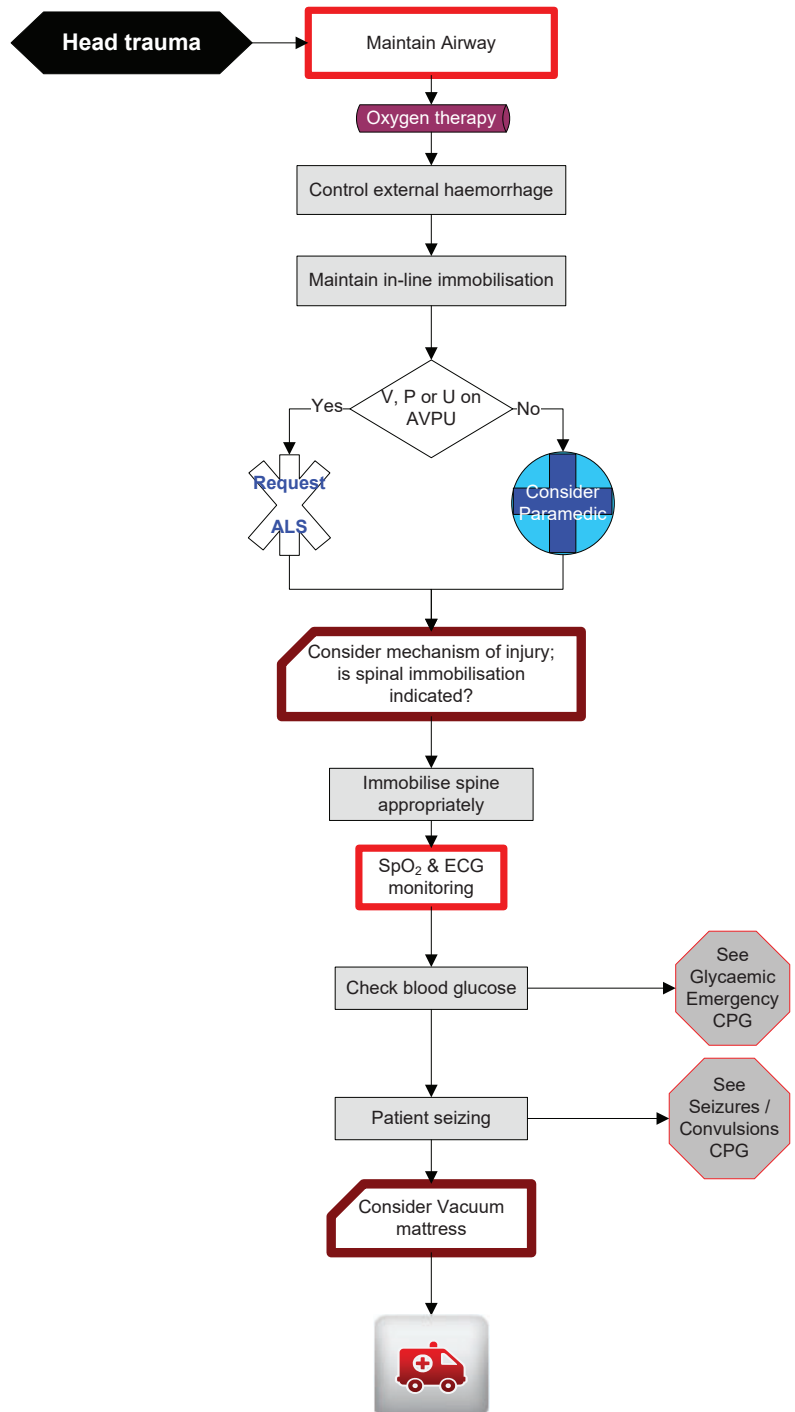 Head trauma
Maintain Airway
Oxygen therapy
Control external haemorrhage
Maintain in-line immobilisation
V, P or U on
AVPU
Yes
No
Request
ALS
Consider
Paramedic
Consider mechanism of injury;
is spinal immobilisation
indicated?
Immobilise spine
appropriately
SpO₂ & ECG
monitoring
Check blood glucose
See
Glycaemic
Emergency
CPG
Patient seizing
See
Seizures /
Convulsions
CPG
Consider Vacuum
mattress